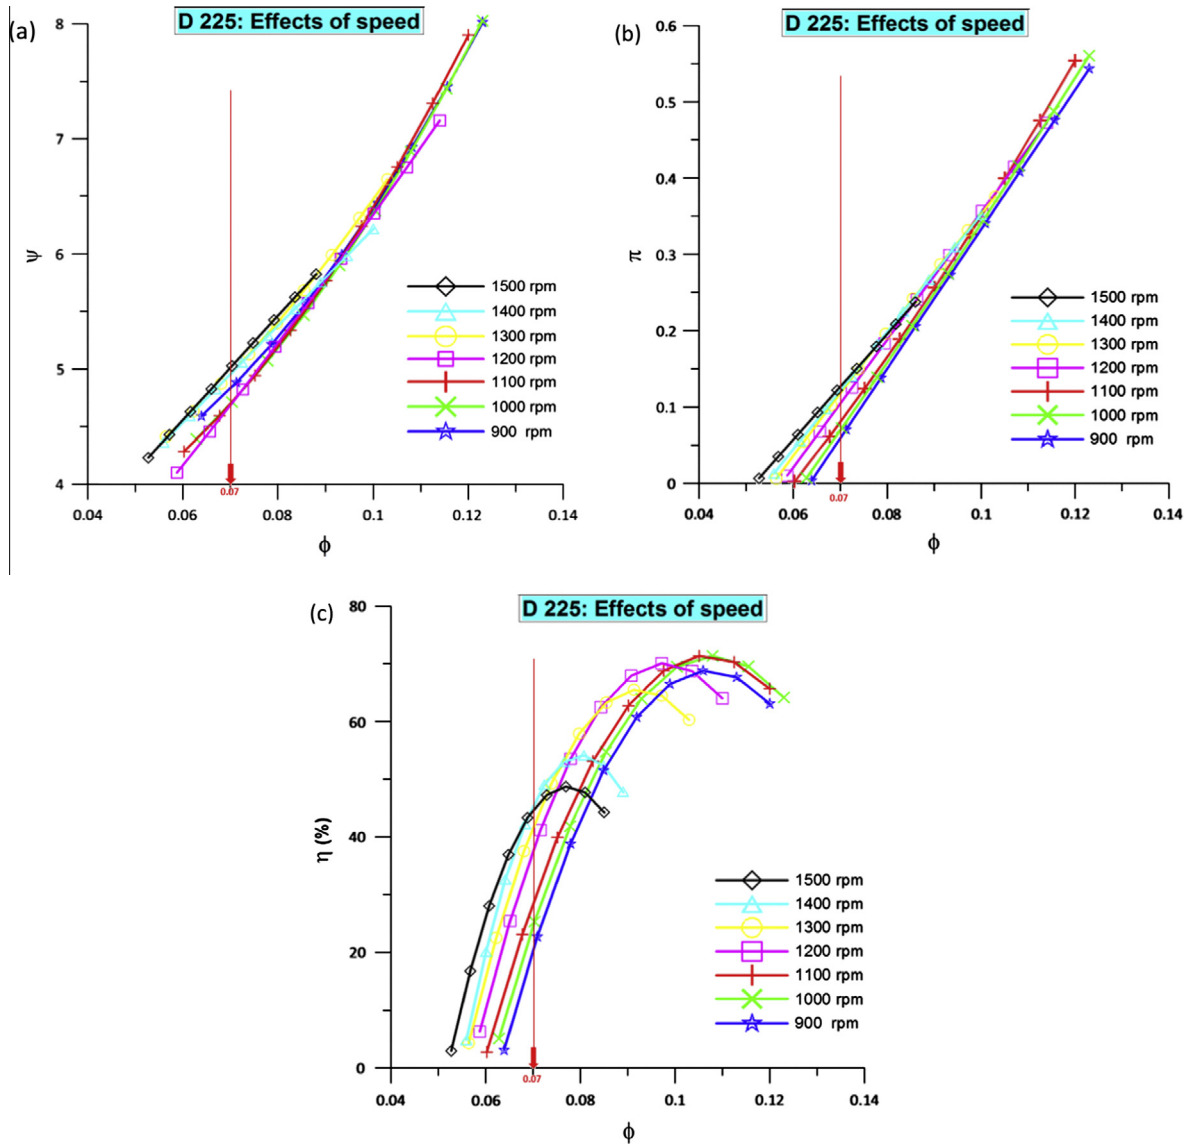 (a)
D 225: Effects of speed
8
7
6
5
4
ψ
0.04
0.06
0.08
0.1
0.12
0.14
0.07
ϕ
1500 rpm
1400 rpm
1300 rpm
1200 rpm
1100 rpm
1000 rpm
900 rpm
(b)
D 225: Effects of speed
0.6
0.5
0.4
0.3
0.2
0.1
0
π
0.04
0.06
0.08
0.1
0.12
0.14
0.07
ϕ
1500 rpm
1400 rpm
1300 rpm
1200 rpm
1100 rpm
1000 rpm
900 rpm
(c)
D 225: Effects of speed
80
60
40
20
0
η (%)
0.04
0.06
0.08
0.1
0.12
0.14
0.07
ϕ
1500 rpm
1400 rpm
1300 rpm
1200 rpm
1100 rpm
1000 rpm
900 rpm